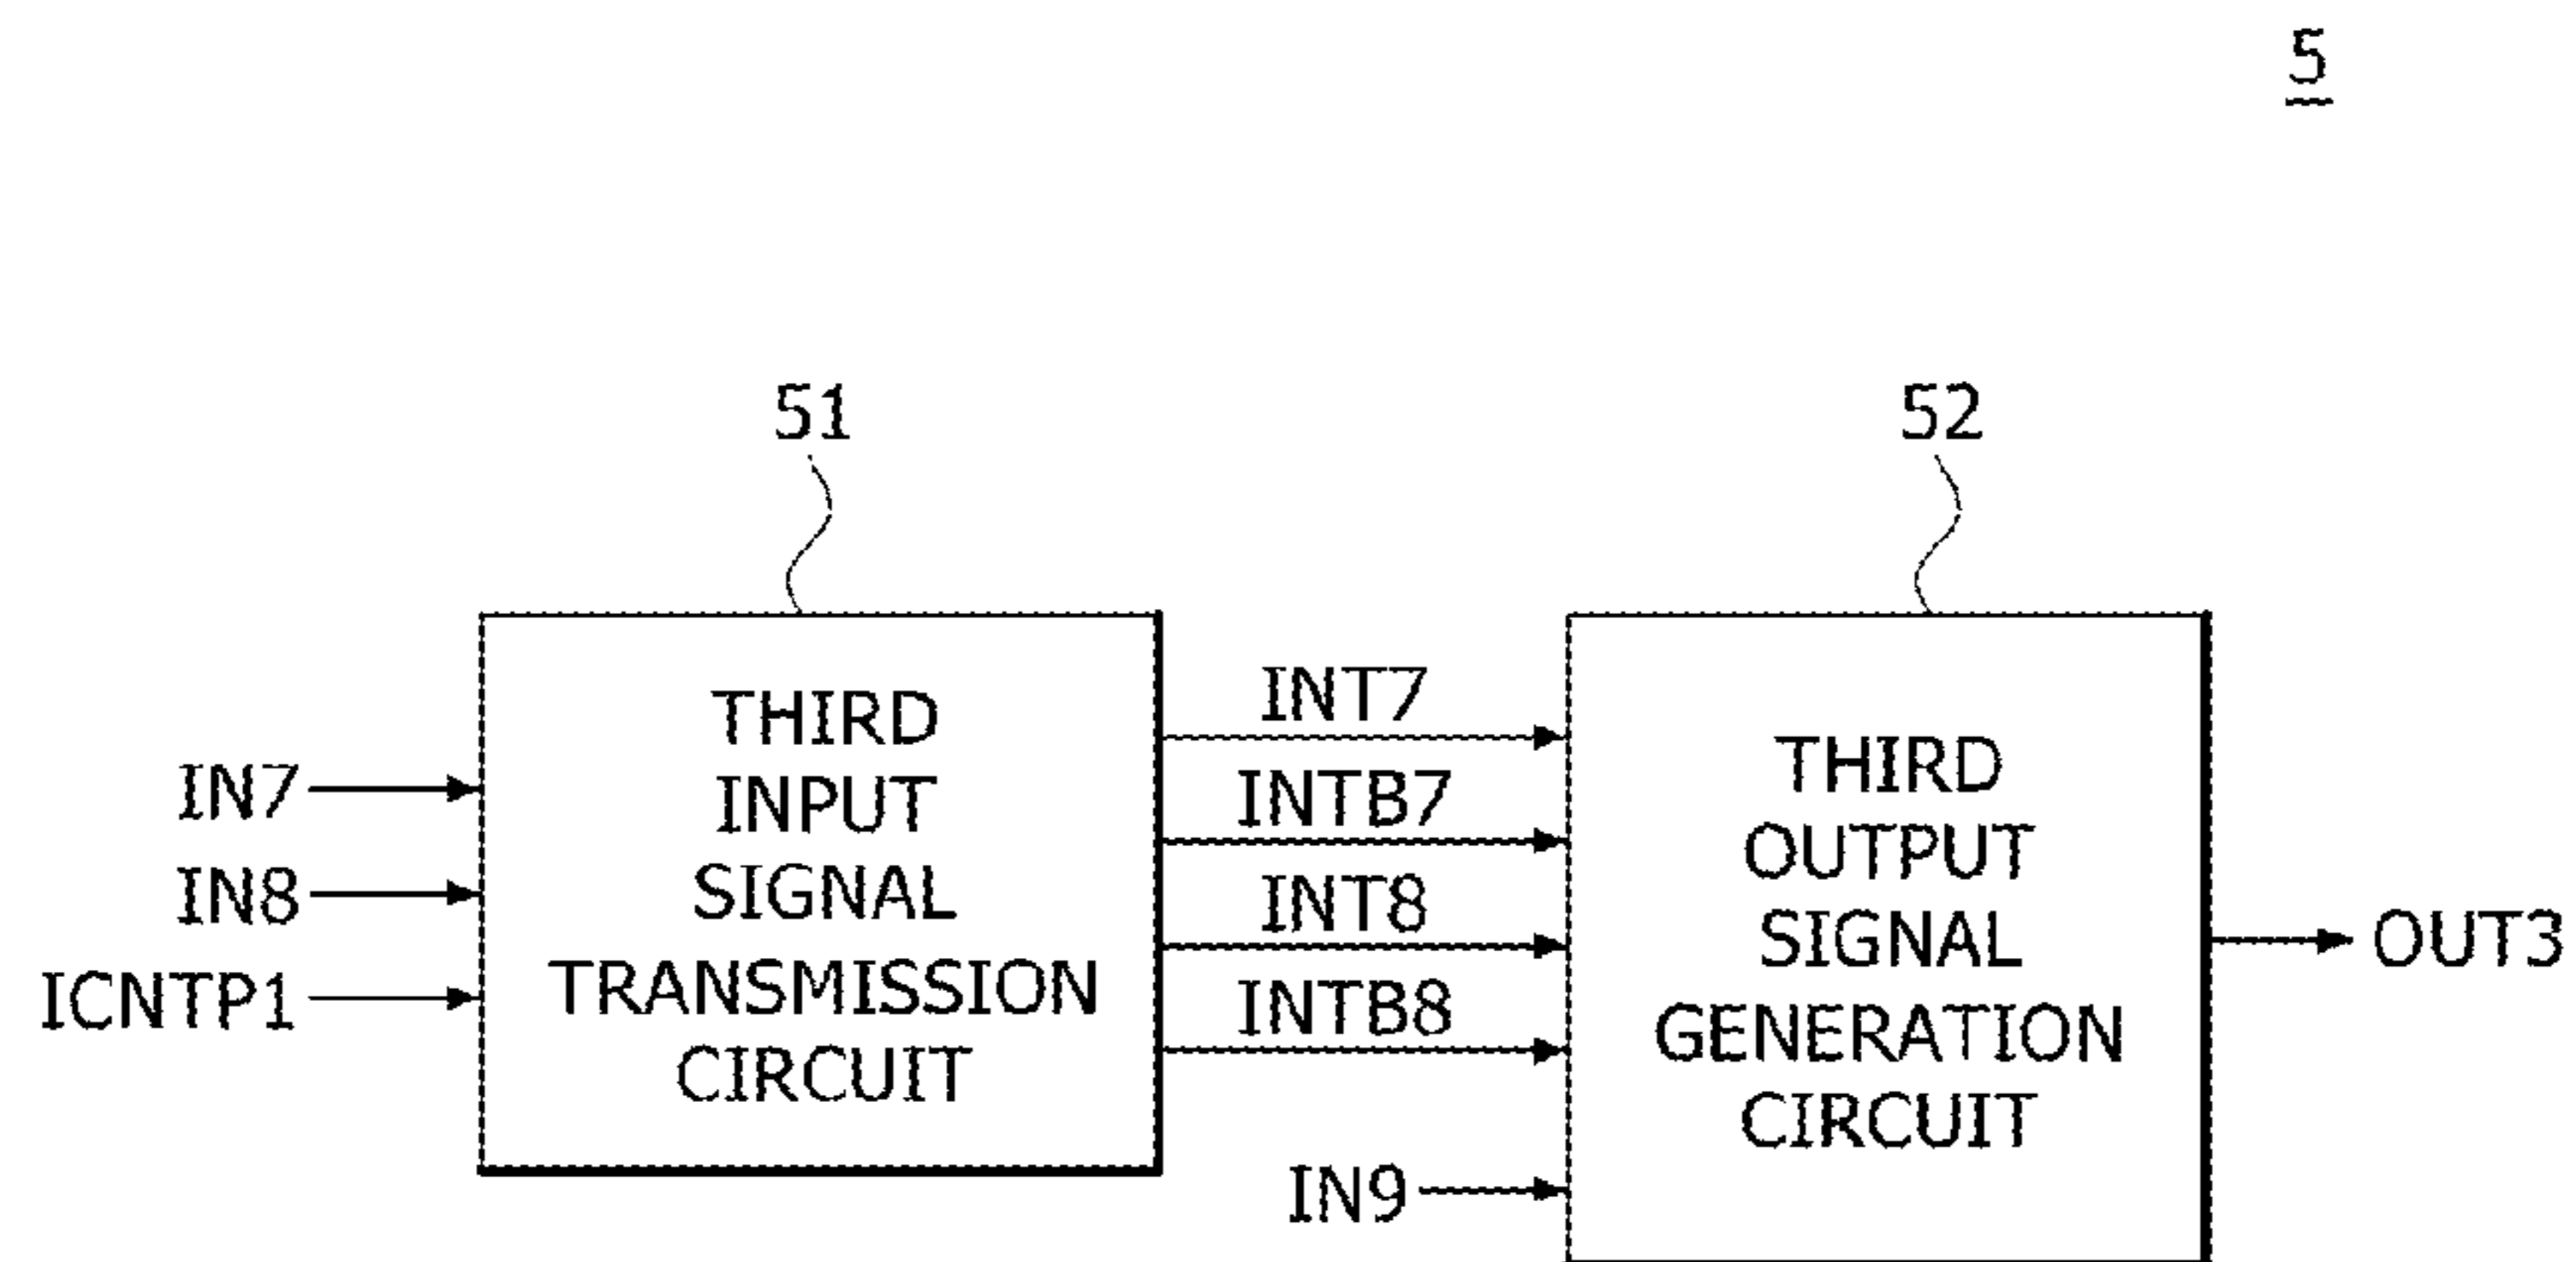 5
51
52
THIRD
INPUT
SIGNAL
TRANSMISSION
CIRCUIT
IN7
IN8
ICNTP1
INT7
INTB7
INT8
INTB8
IN9
THIRD
OUTPUT
SIGNAL
GENERATION
CIRCUIT
OUT3